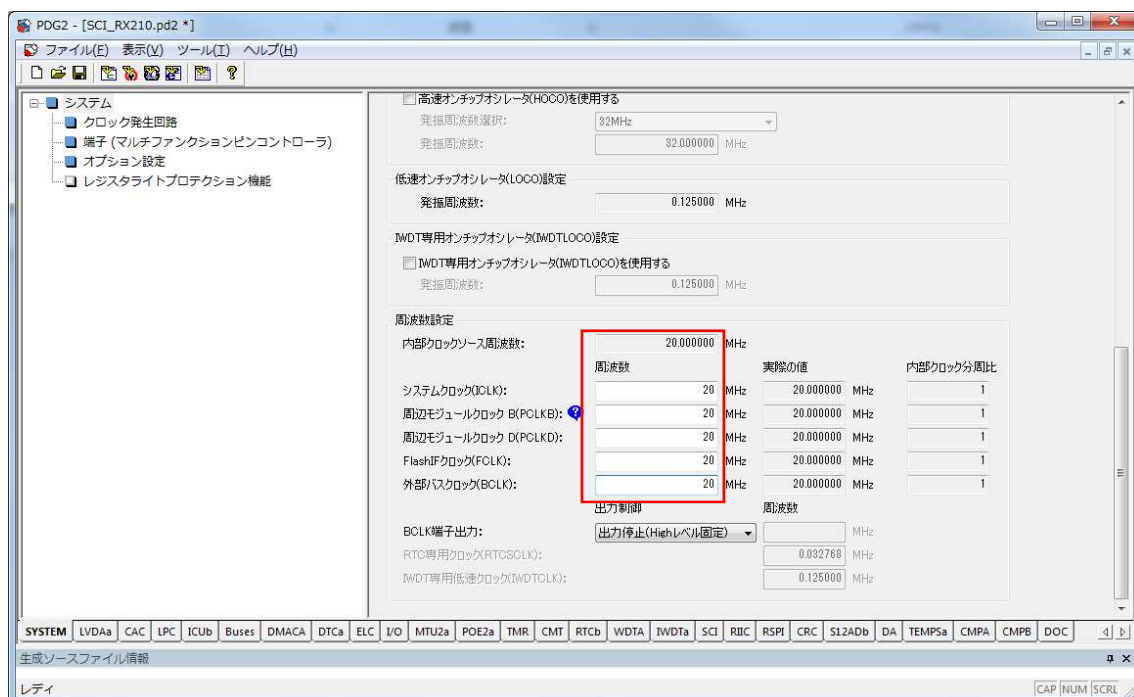 PDG2 - [SCI_RX210.pd2 *]
ファイル(F) 表示(V) ツール(T) ヘルプ(H)
システム
クロック発生回路
端子 (マルチファンクションピンコントローラ)
オプション設定
レジスタライトプロテクション機能
高速オンチップオシレータ(HOCO)を使用する
発振周波数選択: 32MHz
発振周波数: 32.000000 MHz
低速オンチップオシレータ(LOCO)設定
発振周波数: 0.125000 MHz
IWDT専用オンチップオシレータ(IWDTLOCO)設定
IWDT専用オンチップオシレータ(IWDTLOCO)を使用する
発振周波数: 0.125000 MHz
周波数設定
内部クロックソース周波数: 20.000000 MHz
周波数 実際の値 内部クロック分周比
システムクロック(ICLK): 20 MHz 20.000000 MHz 1
周辺モジュールクロック B(PCLKB): 20 MHz 20.000000 MHz 1
周辺モジュールクロック D(PCLKD): 20 MHz 20.000000 MHz 1
FlashIFクロック(FCLK): 20 MHz 20.000000 MHz 1
外部バスクロック(BCLK): 20 MHz 20.000000 MHz 1
出力制御 周波数
BCLK端子出力: 出力停止(Highレベル固定) MHz
RTC専用クロック(RTCSCLK): 0.032768 MHz
IWDT専用低速クロック(IWDTCLK): 0.125000 MHz
SYSTEM LVDAa CAC LPC ICUb Buses DMACA DTCa ELC I/O MTU2a POE2a TMR CMT RTCb WDTA IWDTa SCI RIIC RSPI CRC S12ADb DA TEMPSa CMPA CMPB DOC
生成ソースファイル情報
レディ CAP NUM SCRL